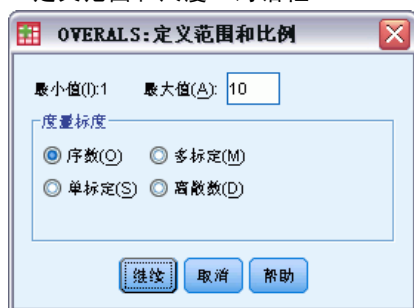 OVERALS:定义范围和比例
最小值(I):1 最大值(A): 10
度量标度
序数(O) 多标定(M)
单标定(S) 离散数(D)
继续 取消 帮助